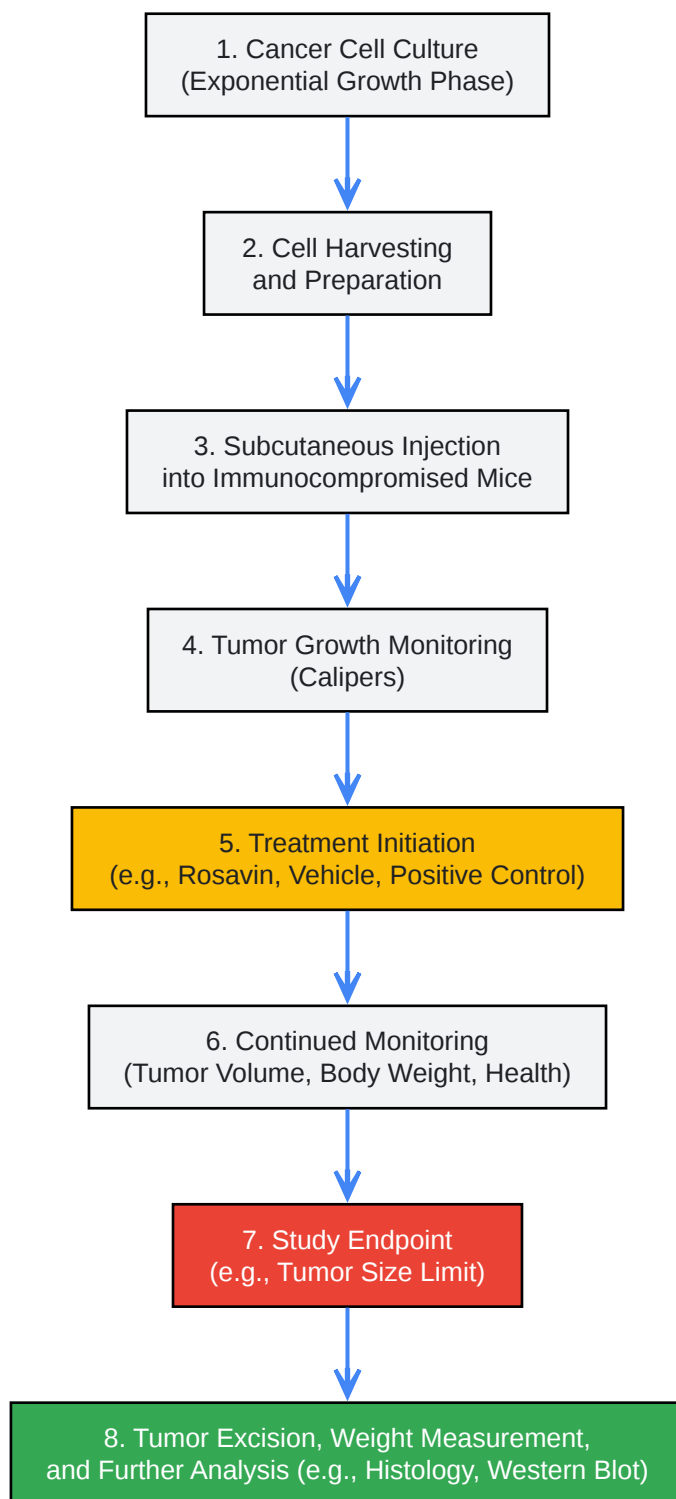 1. Cancer Cell Culture
(Exponential Growth Phase)
2. Cell Harvesting
and Preparation
3. Subcutaneous Injection
into Immunocompromised Mice
4. Tumor Growth Monitoring
(Calipers)
5. Treatment Initiation
(e.g., Rosavin, Vehicle, Positive Control)
6. Continued Monitoring
(Tumor Volume, Body Weight, Health)
7. Study Endpoint
(e.g., Tumor Size Limit)
8. Tumor Excision, Weight Measurement,
and Further Analysis (e.g., Histology, Western Blot)